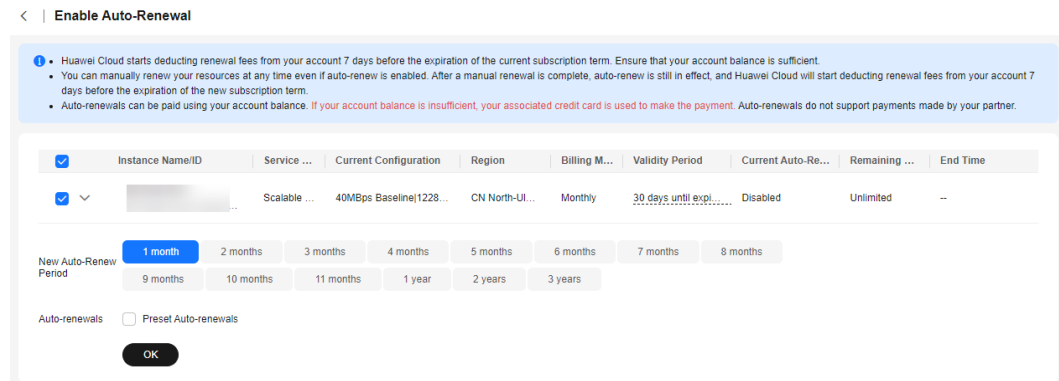 < | Enable Auto-Renewal
• Huawei Cloud starts deducting renewal fees from your account 7 days before the expiration of the current subscription term. Ensure that your account balance is sufficient.
• You can manually renew your resources at any time even if auto-renew is enabled. After a manual renewal is complete, auto-renew is still in effect, and Huawei Cloud will start deducting renewal fees from your account 7
days before the expiration of the new subscription term.
• Auto-renewals can be paid using your account balance. If your account balance is insufficient, your associated credit card is used to make the payment. Auto-renewals do not support payments made by your partner.
Instance Name/ID Service ... Current Configuration Region Billing M... Validity Period Current Auto-Re... Remaining ... End Time
... Scalable ... 40MBps Baseline|1228... CN North-Ul... Monthly 30 days until expi... Disabled Unlimited --
New Auto-Renew Period
1 month 2 months 3 months 4 months 5 months 6 months 7 months 8 months
9 months 10 months 11 months 1 year 2 years 3 years
Auto-renewals Preset Auto-renewals
OK